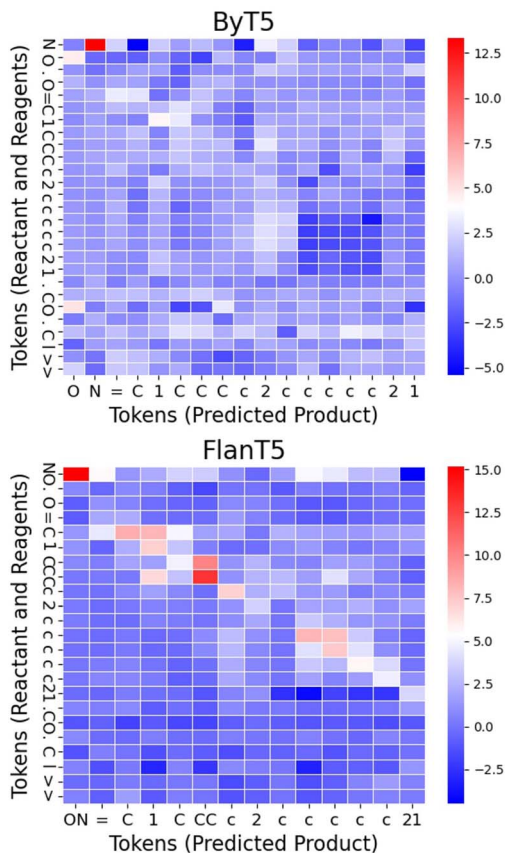 ByT5
Tokens (Reactant and Reagents)
N O . O = C 1 C C C c 2 c c c c c 2 1 . C O . C l > >
12.5
10.0
7.5
5.0
2.5
0.0
−2.5
−5.0
O N = C 1 C C C c 2 c c c c c 2 1
Tokens (Predicted Product)
FlanT5
Tokens (Reactant and Reagents)
NO . O = C 1 C CC c 2 c c c c c 21 . CO . C l > >
15.0
12.5
10.0
7.5
5.0
2.5
0.0
−2.5
ON = C 1 C CC c 2 c c c c c 21
Tokens (Predicted Product)